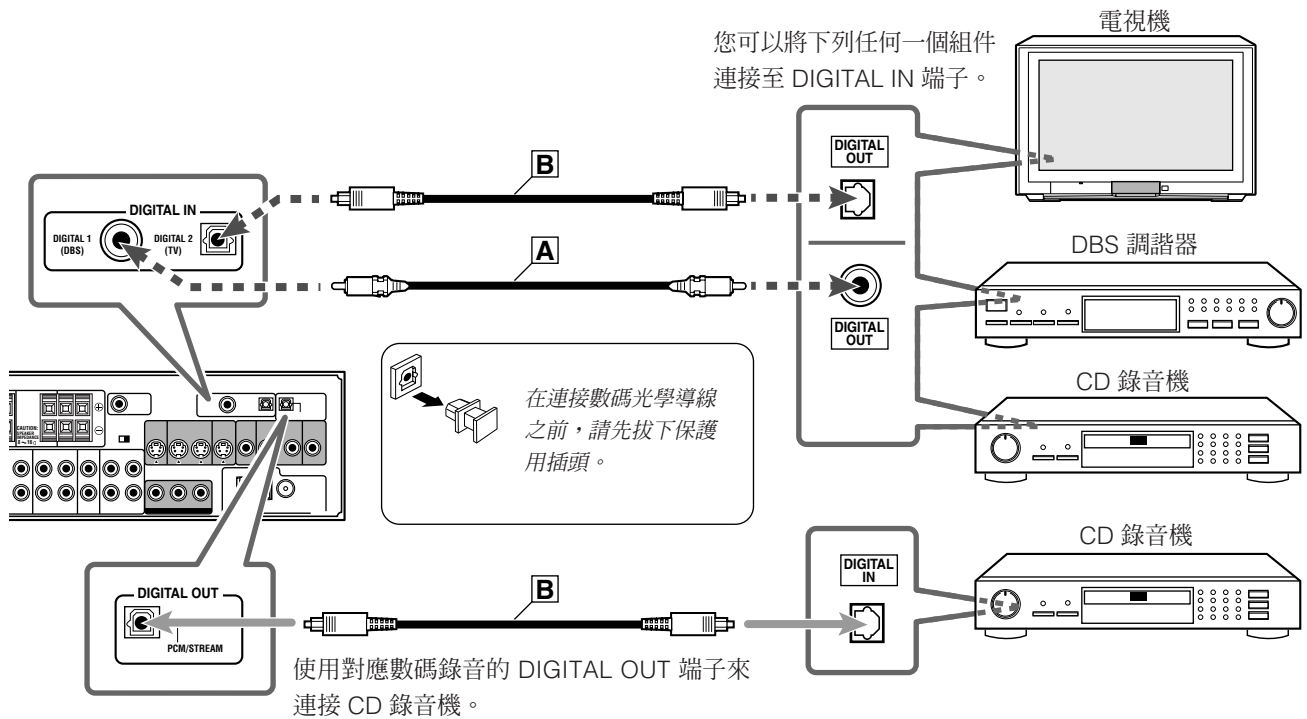 電視機
您可以將下列任何一個組件
連接至 DIGITAL IN 端子。
DIGITAL
OUT
B
DIGITAL IN
DIGITAL 1
(DBS)
DIGITAL 2
(TV)
A
DBS 調諧器
DIGITAL
OUT
CD 錄音機
在連接數碼光學導線
之前，請先拔下保護
用插頭。
CAUTION:
SPEAKER
IMPEDANCE
CD 錄音機
DIGITAL
IN
B
DIGITAL OUT
PCM/STREAM
使用對應數碼錄音的 DIGITAL OUT 端子來
連接 CD 錄音機。